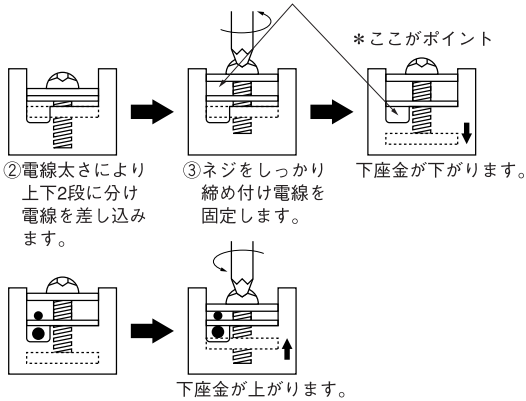 ＊ここがポイント
②電線太さにより
上下2段に分け
電線を差し込み
ます。
③ネジをしっかり
締め付け電線を
固定します。
下座金が下がります。
下座金が上がります。